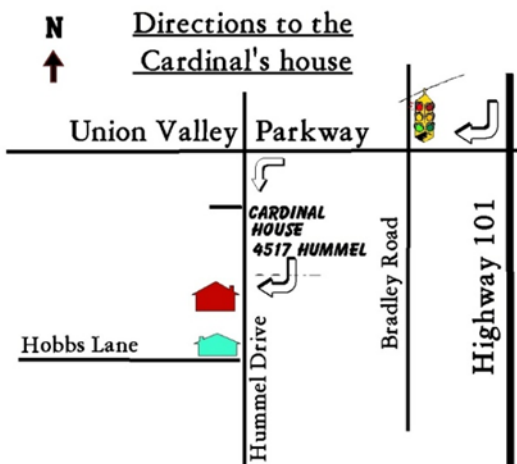 N
Directions to the
Cardinal's house
Union Valley Parkway
CARDINAL
HOUSE
4517 HUMMEL
Bradley Road
Highway 101
Hobbs Lane
Hummel Drive